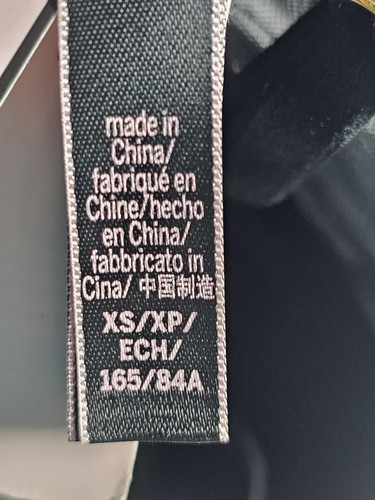 made in
China/
fabriqué en
Chine/hecho
en China/
fabbricato in
Cina/ 中国制造
XS/XP/
ECH/
165/84A